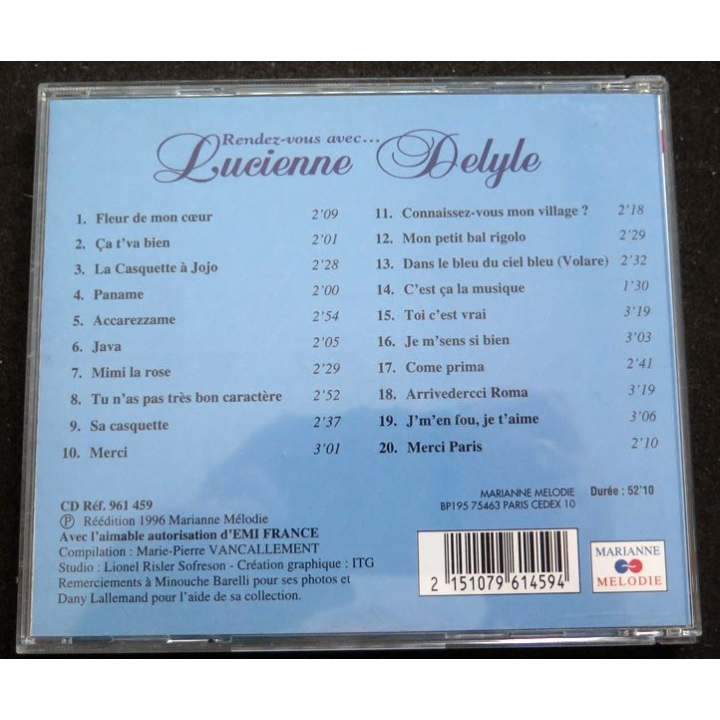 Rendez-vous avec...
Lucienne Delyle
1. Fleur de mon cœur 2'09
2. Ça t'va bien 2'01
3. La Casquette à Jojo 2'28
4. Paname 2'00
5. Accarezzame 2'54
6. Java 2'05
7. Mimi la rose 2'29
8. Tu n'as pas très bon caractère 2'52
9. Sa casquette 2'37
10. Merci 3'01
11. Connaissez-vous mon village ? 2'18
12. Mon petit bal rigolo 2'29
13. Dans le bleu du ciel bleu (Volare) 2'32
14. C'est ça la musique 1'30
15. Toi c'est vrai 3'19
16. Je m'sens si bien 3'03
17. Come prima 2'41
18. Arrivedercci Roma 3'19
19. J'm'en fou, je t'aime 3'06
20. Merci Paris 2'10
CD Réf. 961 459
Ⓟ Réédition 1996 Marianne Mélodie
Avec l'aimable autorisation d'EMI FRANCE
Compilation : Marie-Pierre VANCALLEMENT
Studio : Lionel Risler Sofreson - Création graphique : ITG
Remerciements à Minouche Barelli pour ses photos et
Dany Lallemand pour l'aide de sa collection.
MARIANNE MELODIE
BP195 75463 PARIS CEDEX 10
Durée : 52'10
2 151079 614594
MARIANNE
MELODIE